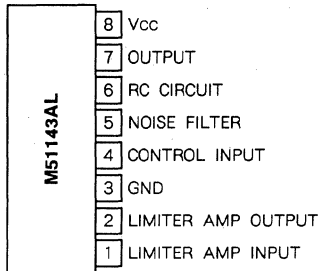 M51143AL
8 Vcc
7 OUTPUT
6 RC CIRCUIT
5 NOISE FILTER
4 CONTROL INPUT
3 GND
2 LIMITER AMP OUTPUT
1 LIMITER AMP INPUT